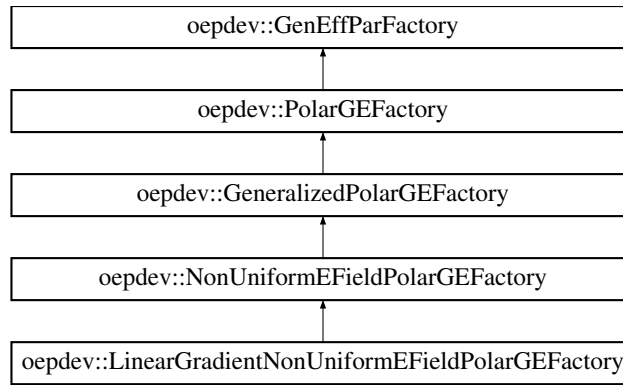 oepdev::GenEffParFactory
oepdev::PolarGEFactory
oepdev::GeneralizedPolarGEFactory
oepdev::NonUniformEFieldPolarGEFactory
oepdev::LinearGradientNonUniformEFieldPolarGEFactory